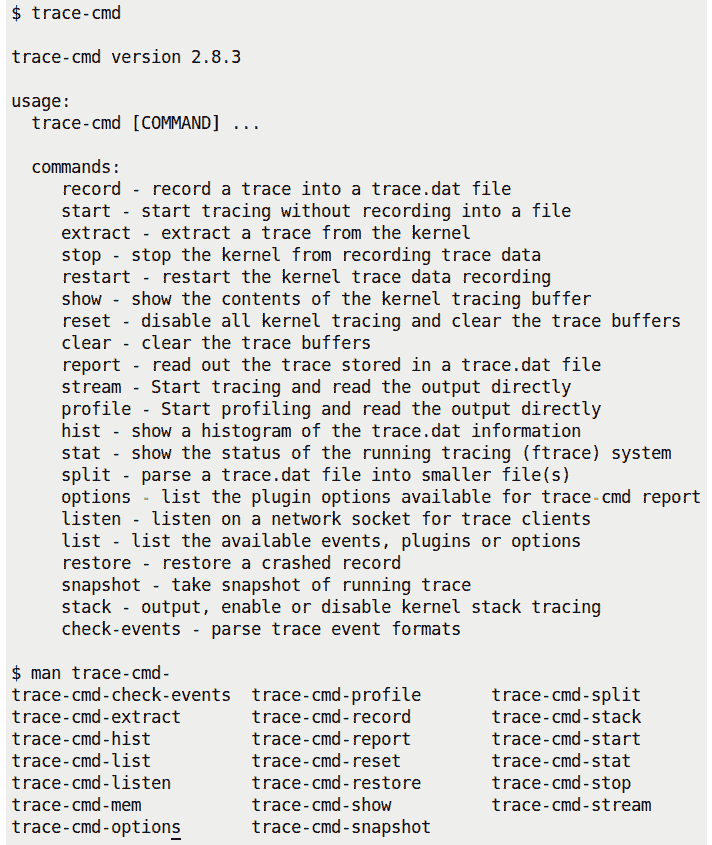 $ trace-cmd
trace-cmd version 2.8.3
usage:
trace-cmd [COMMAND] ...
commands:
record - record a trace into a trace.dat file
start - start tracing without recording into a file
extract - extract a trace from the kernel
stop - stop the kernel from recording trace data
restart - restart the kernel trace data recording
show - show the contents of the kernel tracing buffer
reset - disable all kernel tracing and clear the trace buffers
clear - clear the trace buffers
report - read out the trace stored in a trace.dat file
stream - Start tracing and read the output directly
profile - Start profiling and read the output directly
hist - show a histogram of the trace.dat information
stat - show the status of the running tracing (ftrace) system
split - parse a trace.dat file into smaller file(s)
options - list the plugin options available for trace-cmd report
listen - listen on a network socket for trace clients
list - list the available events, plugins or options
restore - restore a crashed record
snapshot - take snapshot of running trace
stack - output, enable or disable kernel stack tracing
check-events - parse trace event formats
$ man trace-cmd-
trace-cmd-check-events trace-cmd-profile trace-cmd-split
trace-cmd-extract trace-cmd-record trace-cmd-stack
trace-cmd-hist trace-cmd-report trace-cmd-start
trace-cmd-list trace-cmd-reset trace-cmd-stat
trace-cmd-listen trace-cmd-restore trace-cmd-stop
trace-cmd-mem trace-cmd-show trace-cmd-stream
trace-cmd-options trace-cmd-snapshot